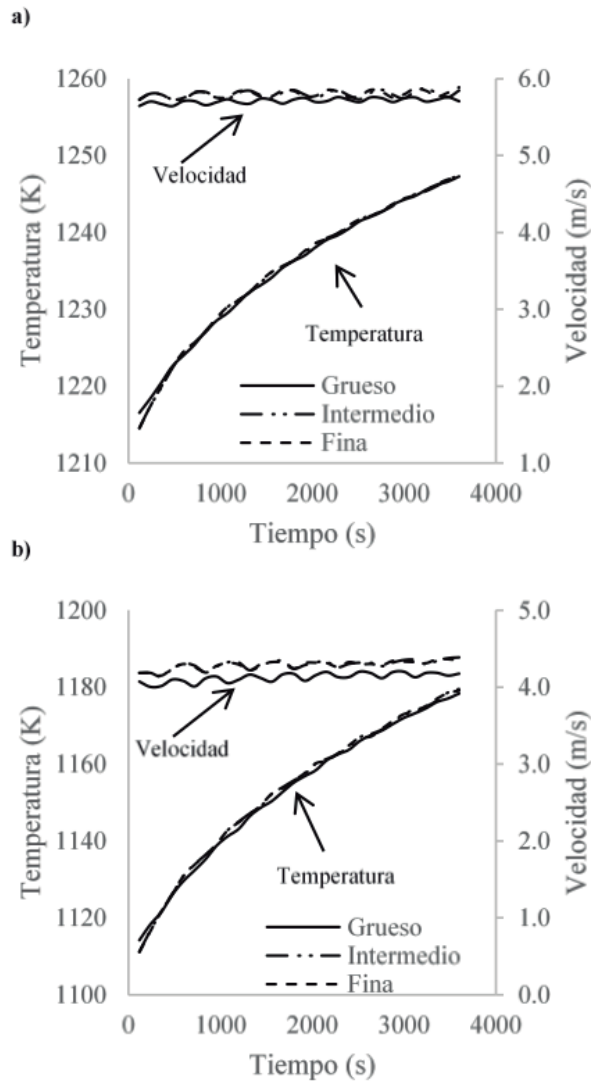 a)
1260
1250
1240
1230
1220
1210
Temperatura (K)
6.0
5.0
4.0
3.0
2.0
1.0
Velocidad (m/s)
Velocidad
Temperatura
Grueso
Intermedio
Fina
0 1000 2000 3000 4000
Tiempo (s)
b)
1200
1180
1160
1140
1120
1100
Temperatura (K)
5.0
4.0
3.0
2.0
1.0
0.0
Velocidad (m/s)
Velocidad
Temperatura
Grueso
Intermedio
Fina
0 1000 2000 3000 4000
Tiempo (s)